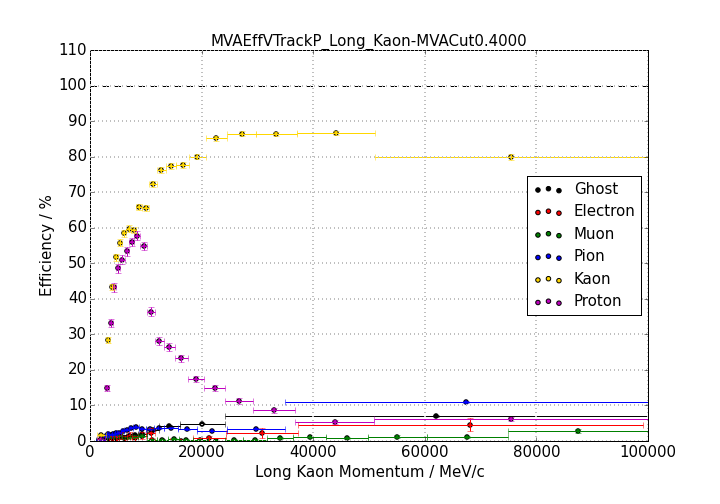 MVAEffVTrackP_Long_Kaon-MVACut0.4000
110
100
90
80
70
60
50
40
30
20
10
0
Efficiency / %
Ghost
Electron
Muon
Pion
Kaon
Proton
0 20000 40000 60000 80000 100000
Long Kaon Momentum / MeV/c